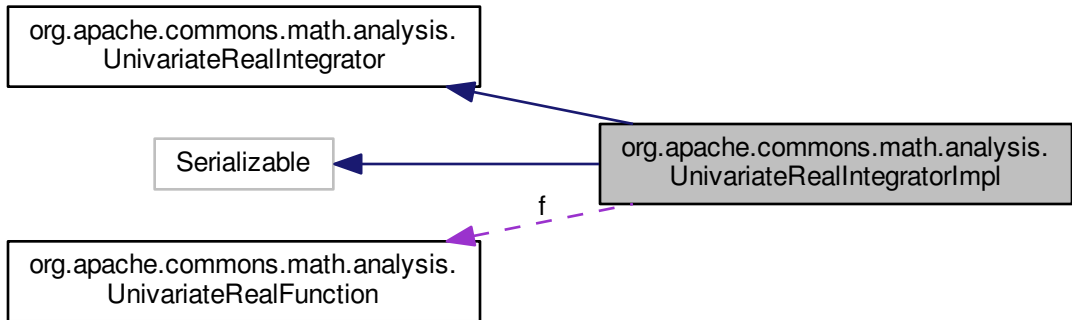 org.apache.commons.math.analysis.
UnivariateRealIntegrator
Serializable
org.apache.commons.math.analysis.
UnivariateRealIntegratorImpl
f
org.apache.commons.math.analysis.
UnivariateRealFunction